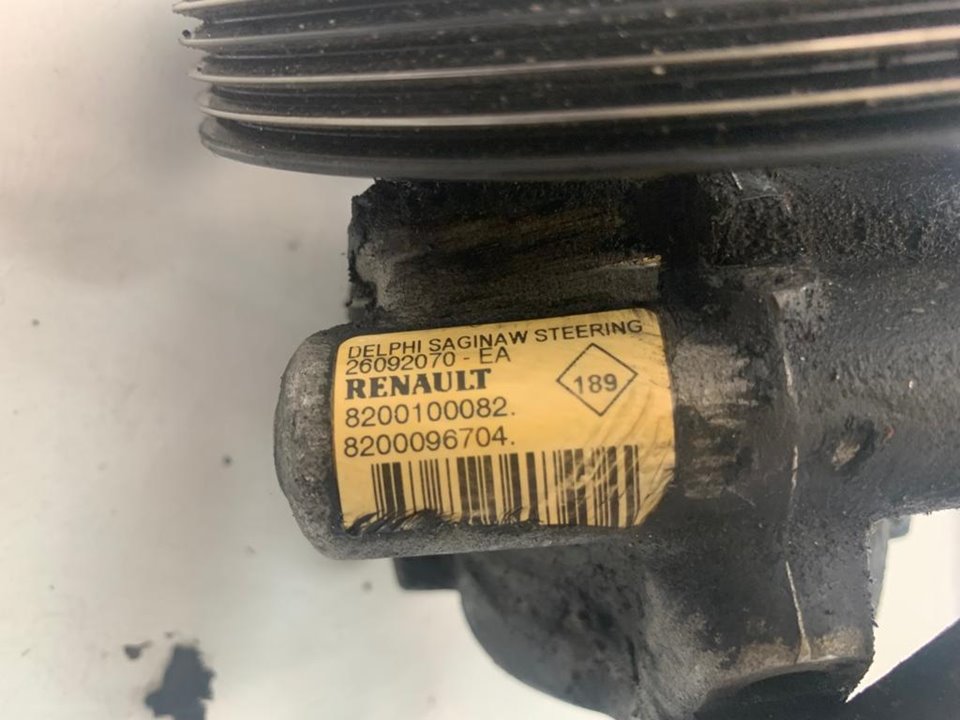 DELPHI SAGINAW STEERING
26092070 - EA
RENAULT
189
8200100082.
8200096704.